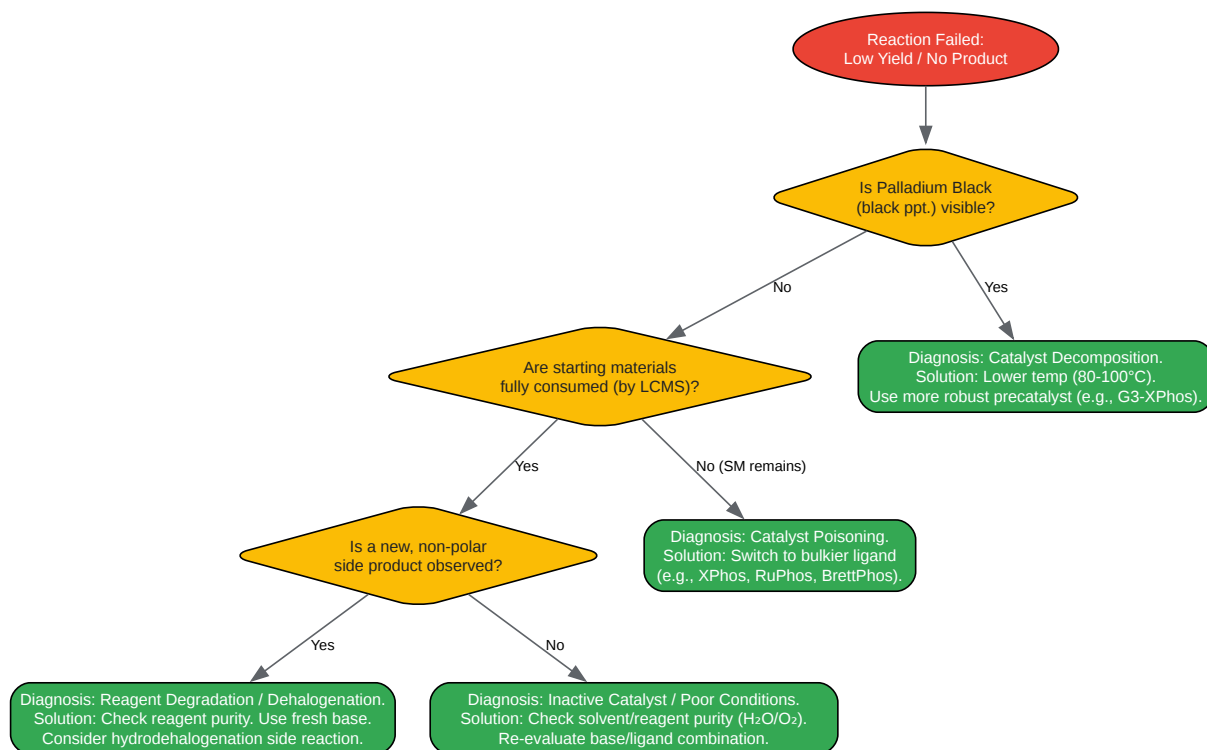 Reaction Failed:
Low Yield / No Product
Is Palladium Black
(black ppt.) visible?
No
Yes
Are starting materials
fully consumed (by LCMS)?
Diagnosis: Catalyst Decomposition.
Solution: Lower temp (80-100°C).
Use more robust precatalyst (e.g., G3-XPhos).
Yes
No (SM remains)
Is a new, non-polar
side product observed?
Diagnosis: Catalyst Poisoning.
Solution: Switch to bulkier ligand
(e.g., XPhos, RuPhos, BrettPhos).
Yes
No
Diagnosis: Reagent Degradation / Dehalogenation.
Solution: Check reagent purity. Use fresh base.
Consider hydrodehalogenation side reaction.
Diagnosis: Inactive Catalyst / Poor Conditions.
Solution: Check solvent/reagent purity (H₂O/O₂).
Re-evaluate base/ligand combination.